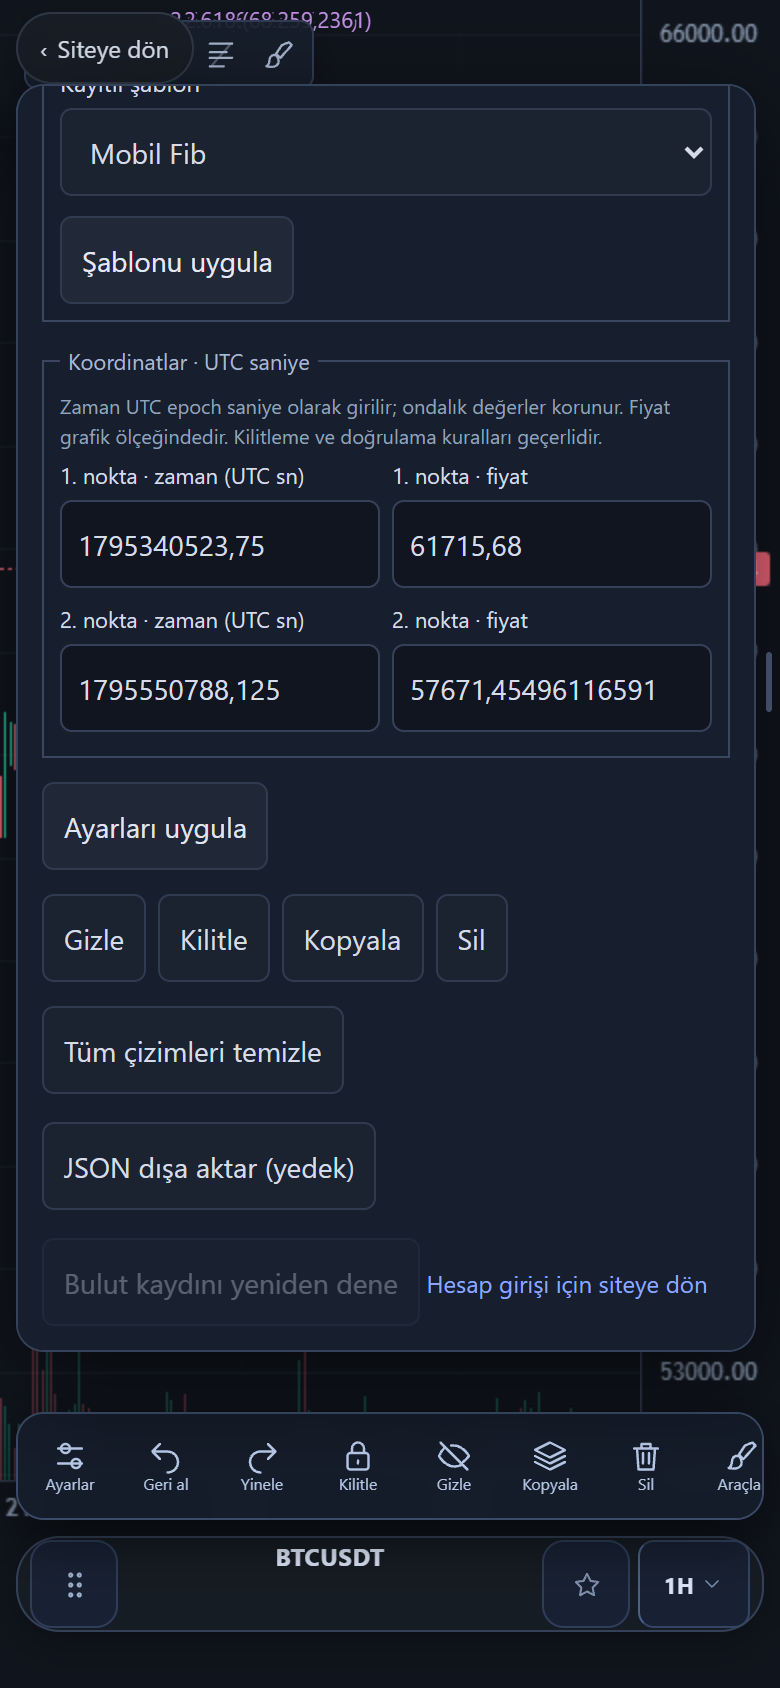 66000.00
‹ Siteye dön
Kayıtlı şablon
Mobil Fib
Şablonu uygula
Koordinatlar · UTC saniye
Zaman UTC epoch saniye olarak girilir; ondalık değerler korunur. Fiyat
grafik ölçeğindedir. Kilitleme ve doğrulama kuralları geçerlidir.
1. nokta · zaman (UTC sn)
1. nokta · fiyat
1795340523,75
61715,68
2. nokta · zaman (UTC sn)
2. nokta · fiyat
1795550788,125
57671,45496116591
Ayarları uygula
Gizle
Kilitle
Kopyala
Sil
Tüm çizimleri temizle
JSON dışa aktar (yedek)
Bulut kaydını yeniden dene
Hesap girişi için siteye dön
53000.00
Ayarlar
Geri al
Yinele
Kilitle
Gizle
Kopyala
Sil
Araçla
BTCUSDT
1H